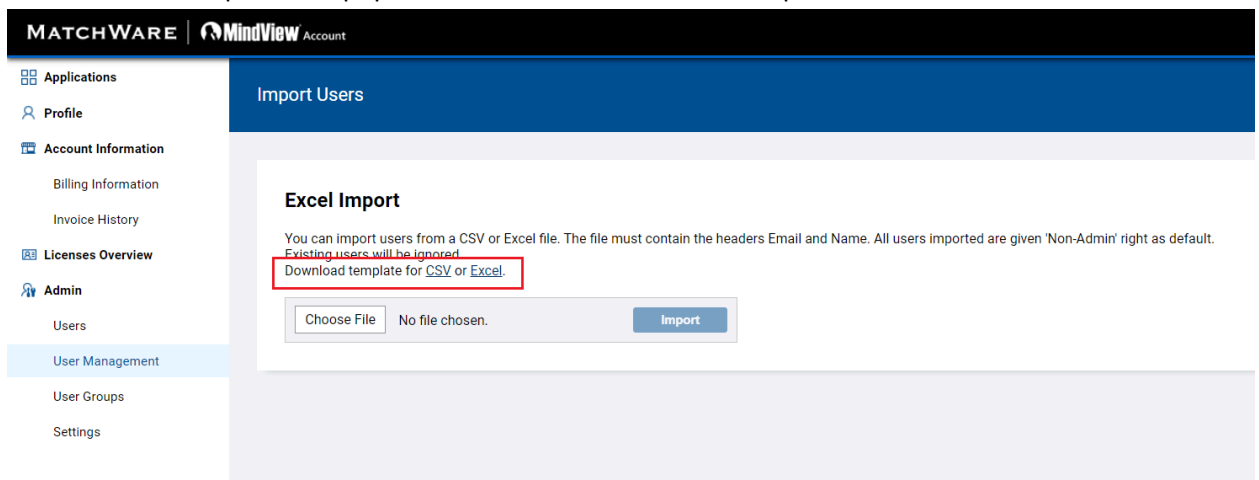 MATCHWARE | MindView Account
Applications
Profile
Account Information
Billing Information
Invoice History
Licenses Overview
Admin
Users
User Management
User Groups
Settings
Import Users
Excel Import
You can import users from a CSV or Excel file. The file must contain the headers Email and Name. All users imported are given 'Non-Admin' right as default.
Existing users will be ignored
Download template for CSV or Excel.
Choose File No file chosen. Import